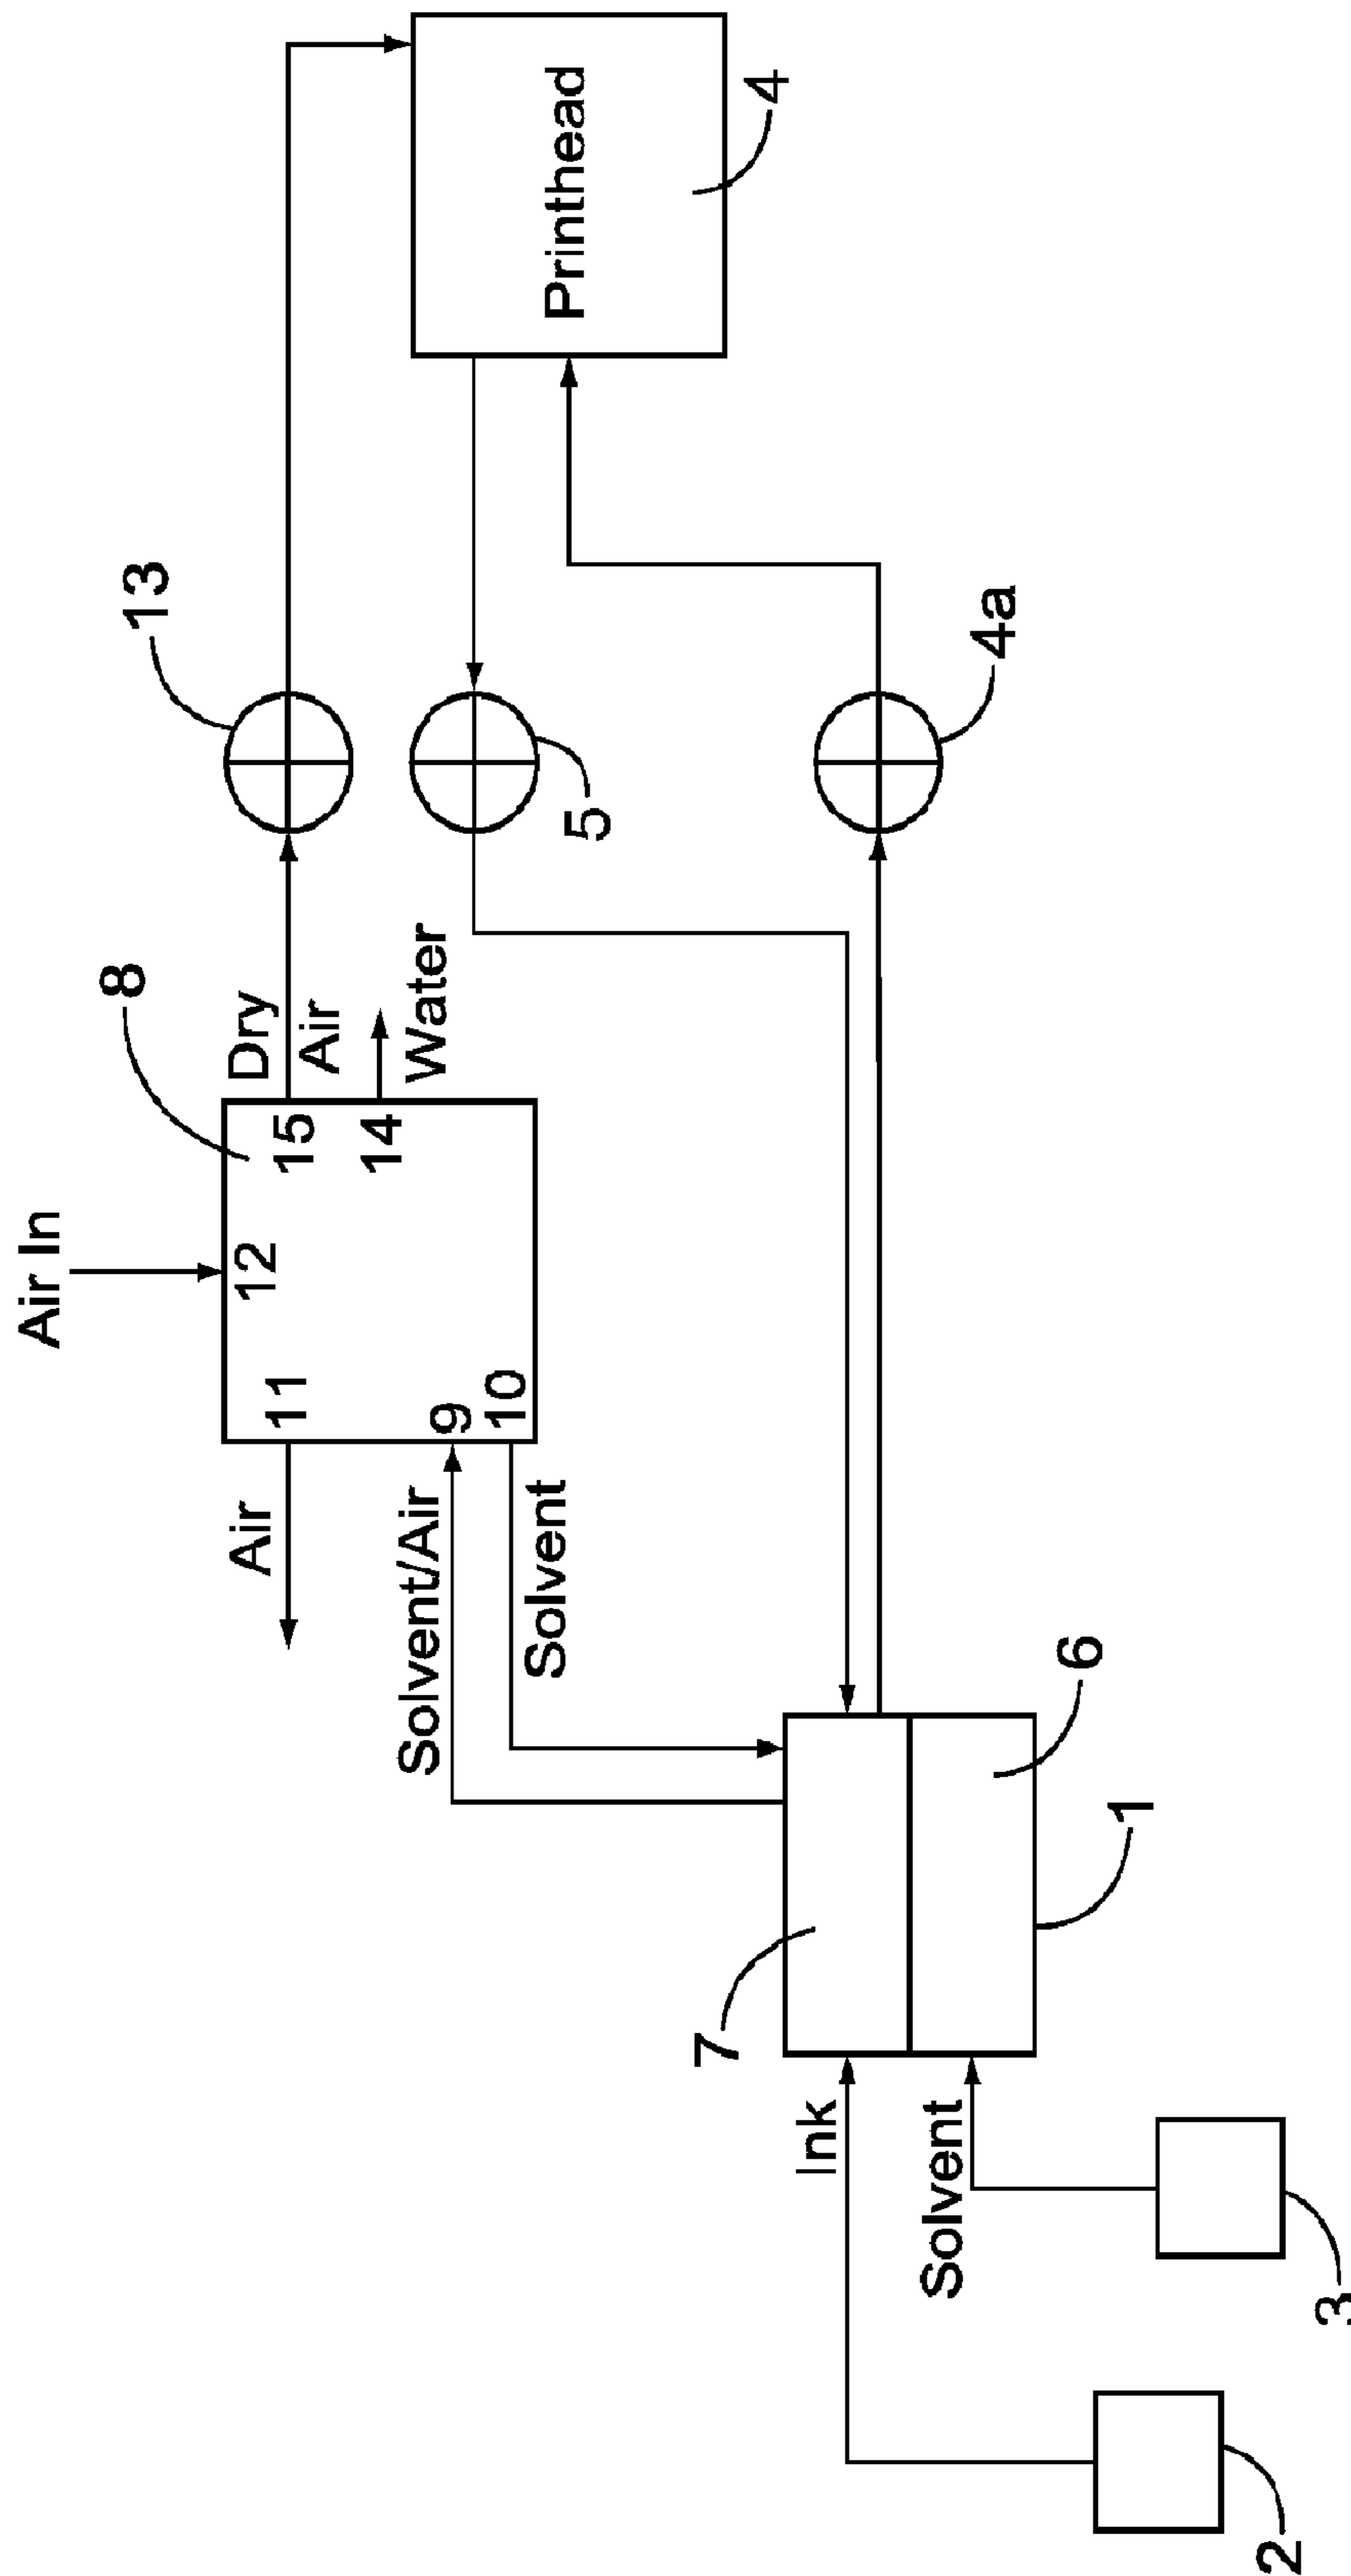 Air In
13
8
Air
11
12
15
Dry
Air
14
Water
Solvent/Air
9
10
Solvent
5
Printhead
4
7
4a
Ink
Solvent
6
1
2
3